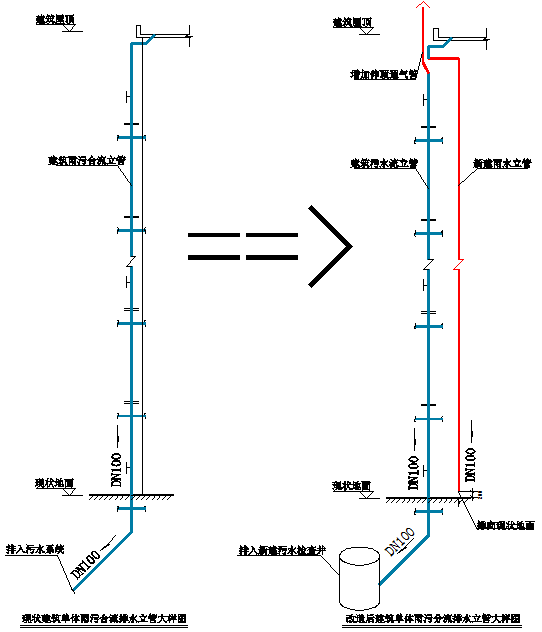 建筑屋顶
建筑雨污合流立管
DN100
现状地面
排入污水系统
DN100
现状建筑单体雨污合流排水立管大样图
建筑屋顶
增加伸顶通气管
建筑污水流立管
新建雨水立管
DN100
DN100
现状地面
排向现状地面
DN100
排入新建污水检查井
改造后建筑单体雨污分流排水立管大样图